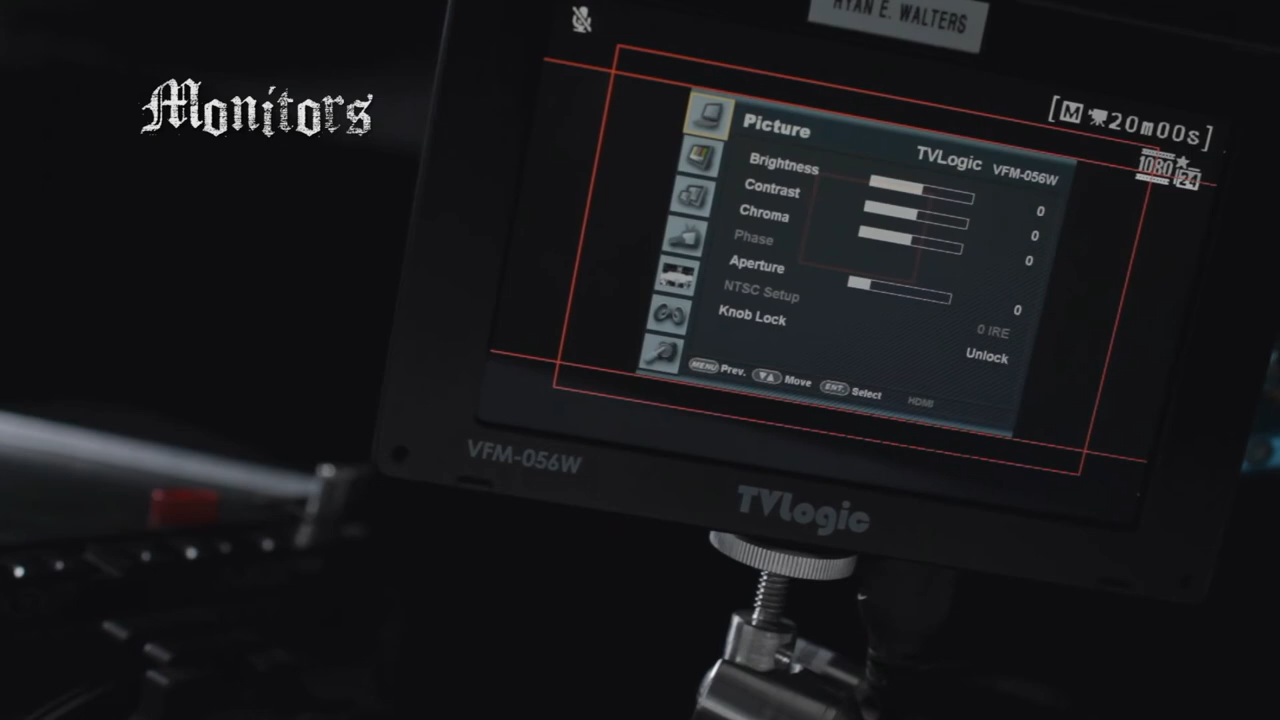 RYAN E. WALTERS
Monitors
[M 20m00s]
1080 24
Picture
TVLogic VFM-056W
Brightness 0
Contrast 0
Chroma 0
Phase
Aperture 0
NTSC Setup 0 IRE
Knob Lock Unlock
MENU Prev. ▼▲ Move ENT. Select HDMI
VFM-056W
TVLogic